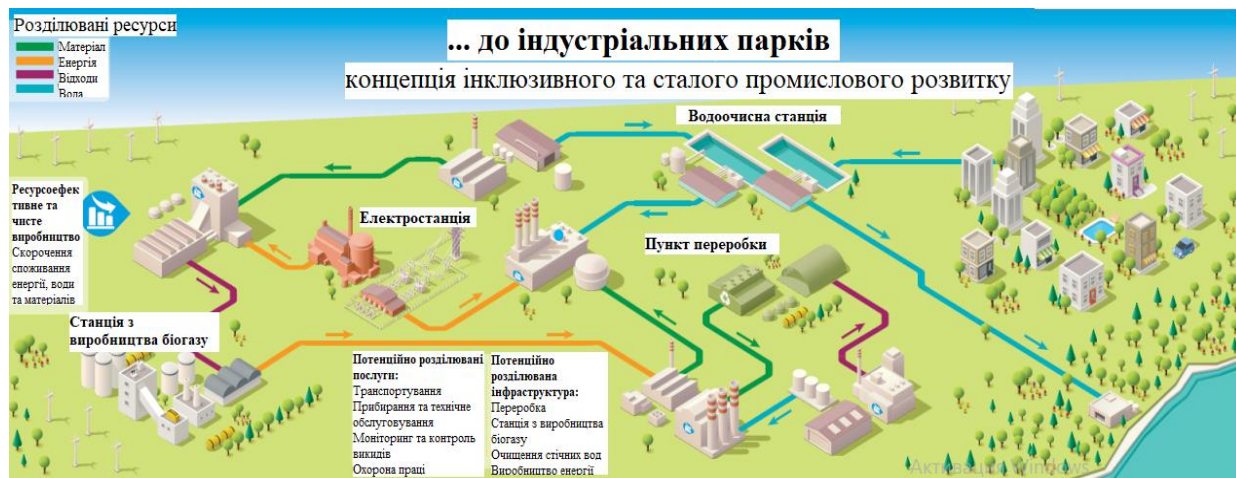 Розділювані ресурси
Матеріал
Енергія
Відходи
Вода
... до індустріальних парків
концепція інклюзивного та сталого промислового розвитку
Водоочисна станція
Ресурсоефек
тивне та
чисте
виробництво
Скорочення
споживання
енергії, води
та матеріалів
Електростанція
Пункт переробки
Станція з
виробництва біогазу
Потенційно розділювані
послуги:
Транспортування
Прибирання та технічне
обслуговування
Моніторинг та контроль
викидів
Охорона праці
Потенційно
розділювана
інфраструктура:
Переробка
Станція з виробництва
біогазу
Очищення стічних вод
Виробництво енергії
Активация Windows